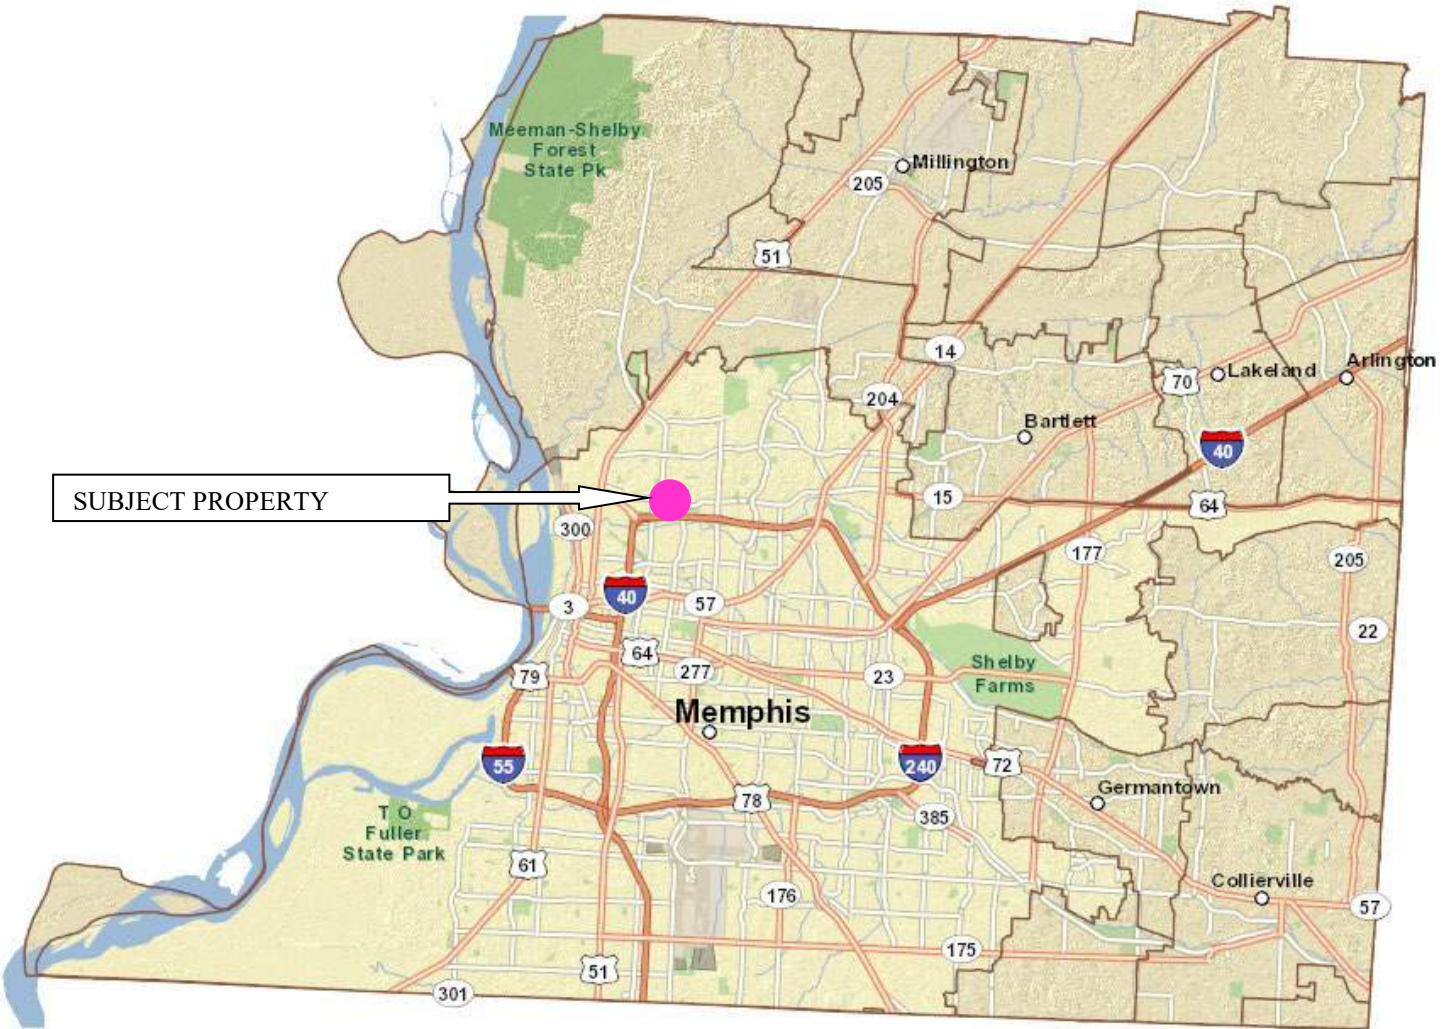 Meeman-Shelby
Forest
State Pk
Millington
205
51
14
Arlington
Lakeland
70
204
Bartlett
40
SUBJECT PROPERTY
15
64
300
177
205
40
57
3
22
64
Shelby
Farms
79
277
23
Memphis
55
240
72
78
Germantown
T O
Fuller
State Park
385
61
Collierville
176
57
175
51
301